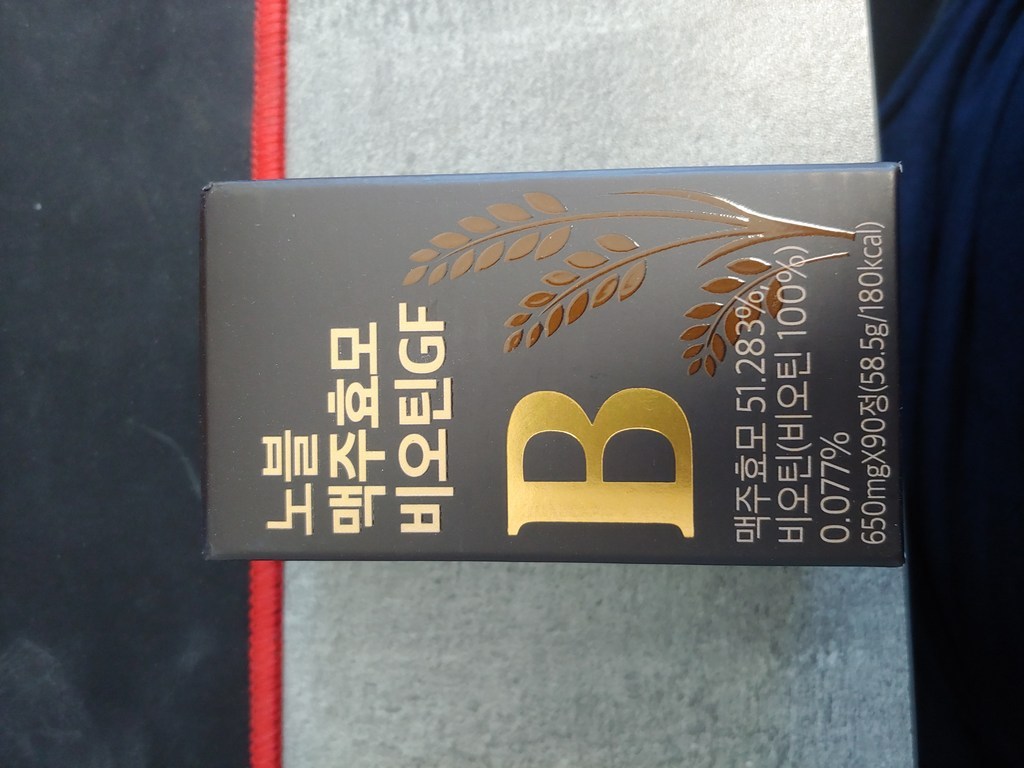 노블
맥주효모
비오틴GF
B
맥주효모 51.283%,
비오틴(비오틴 100%)
0.077%
650mgX90정(58.5g/180kcal)